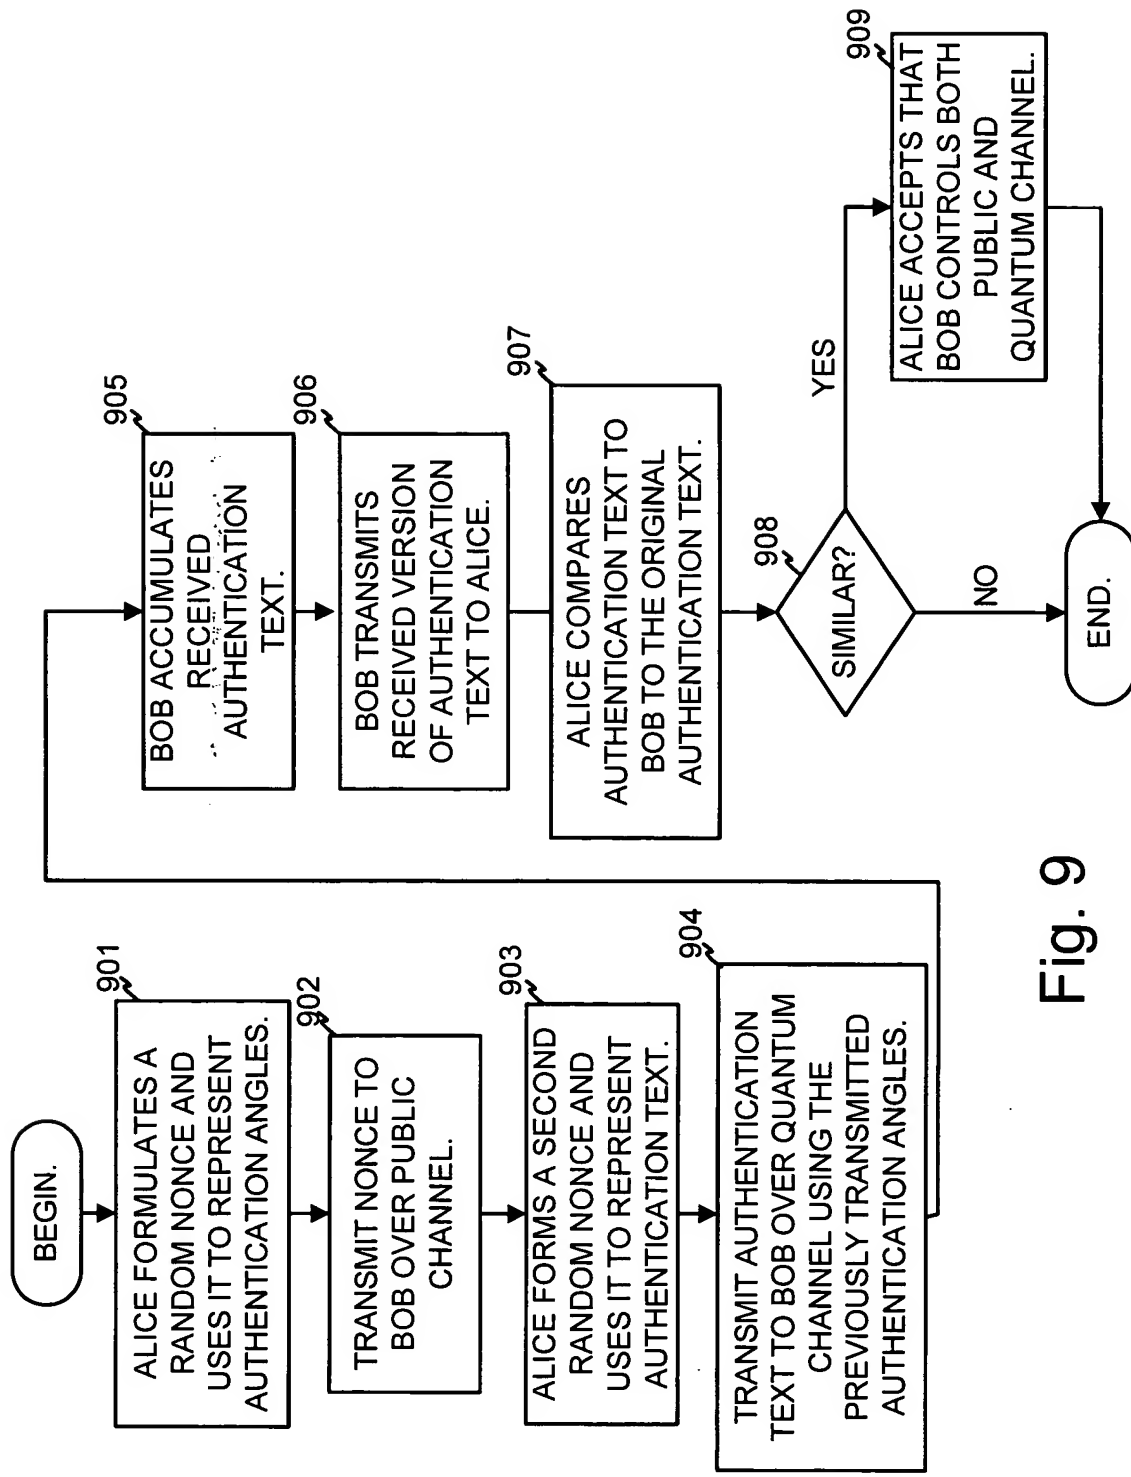 BEGIN.
901
ALICE FORMULATES A
RANDOM NONCE AND
USES IT TO REPRESENT
AUTHENTICATION ANGLES.
902
TRANSMIT NONCE TO
BOB OVER PUBLIC
CHANNEL.
903
ALICE FORMS A SECOND
RANDOM NONCE AND
USES IT TO REPRESENT
AUTHENTICATION TEXT.
904
TRANSMIT AUTHENTICATION
TEXT TO BOB OVER QUANTUM
CHANNEL USING THE
PREVIOUSLY TRANSMITTED
AUTHENTICATION ANGLES.
905
BOB ACCUMULATES
RECEIVED
AUTHENTICATION
TEXT.
906
BOB TRANSMITS
RECEIVED VERSION
OF AUTHENTICATION
TEXT TO ALICE.
907
ALICE COMPARES
AUTHENTICATION TEXT TO
BOB TO THE ORIGINAL
AUTHENTICATION TEXT.
908
SIMILAR?
YES
NO
909
ALICE ACCEPTS THAT
BOB CONTROLS BOTH
PUBLIC AND
QUANTUM CHANNEL.
END.
Fig. 9